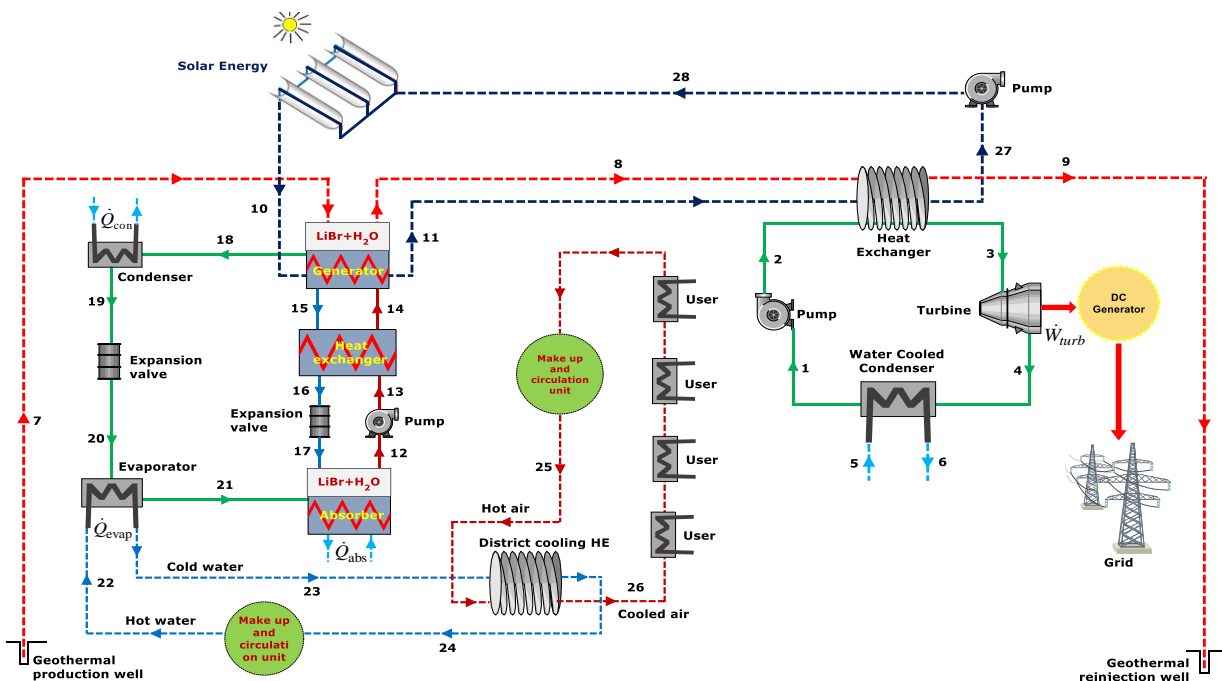 Solar Energy
28
Pump
27
8
9
10
11
Q̇con
18
Condenser
LiBr+H₂O
Generator
19
15
14
Heat
exchanger
Expansion
valve
16
13
Expansion
valve
Pump
17
12
20
Evaporator
21
LiBr+H₂O
Absorber
Q̇evap
Q̇abs
7
22
Cold water
23
Hot water
Make up
and
circulati
on unit
24
Geothermal
production well
Make up
and
circulation
unit
25
Hot air
District cooling HE
26
Cooled air
User
User
User
User
Heat
Exchanger
2
3
Pump
Turbine
Ẇturb
DC
Generator
Water Cooled
Condenser
1
4
5
6
Grid
Geothermal
reinjection well